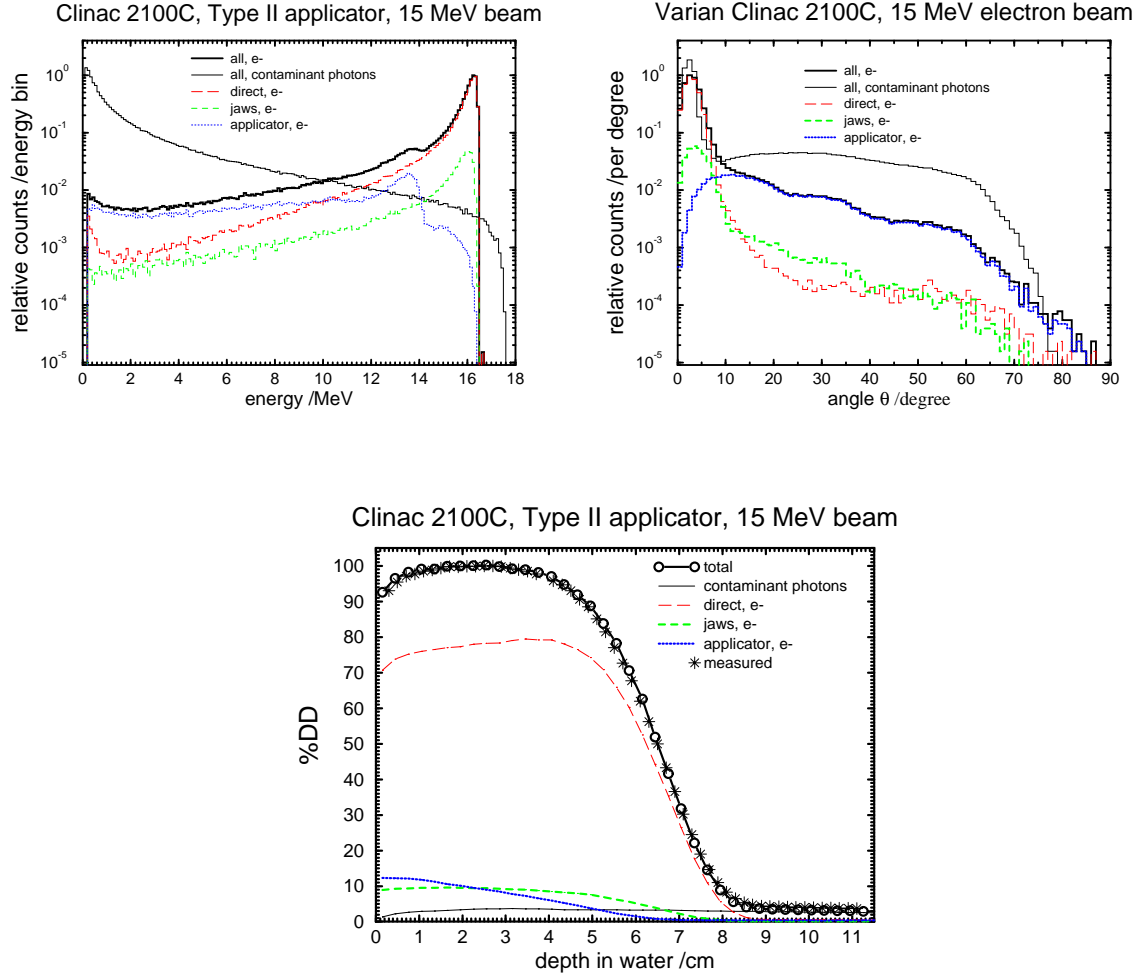 Clinac 2100C, Type II applicator, 15 MeV beam
relative counts /energy bin
10^0
10^-1
10^-2
10^-3
10^-4
10^-5
all, e-
all, contaminant photons
direct, e-
jaws, e-
applicator, e-
0 2 4 6 8 10 12 14 16 18
energy /MeV
Varian Clinac 2100C, 15 MeV electron beam
relative counts /per degree
10^0
10^-1
10^-2
10^-3
10^-4
10^-5
all, e-
all, contaminant photons
direct, e-
jaws, e-
applicator, e-
0 10 20 30 40 50 60 70 80 90
angle θ /degree
Clinac 2100C, Type II applicator, 15 MeV beam
%DD
100
90
80
70
60
50
40
30
20
10
0
total
contaminant photons
direct, e-
jaws, e-
applicator, e-
measured
0 1 2 3 4 5 6 7 8 9 10 11
depth in water /cm